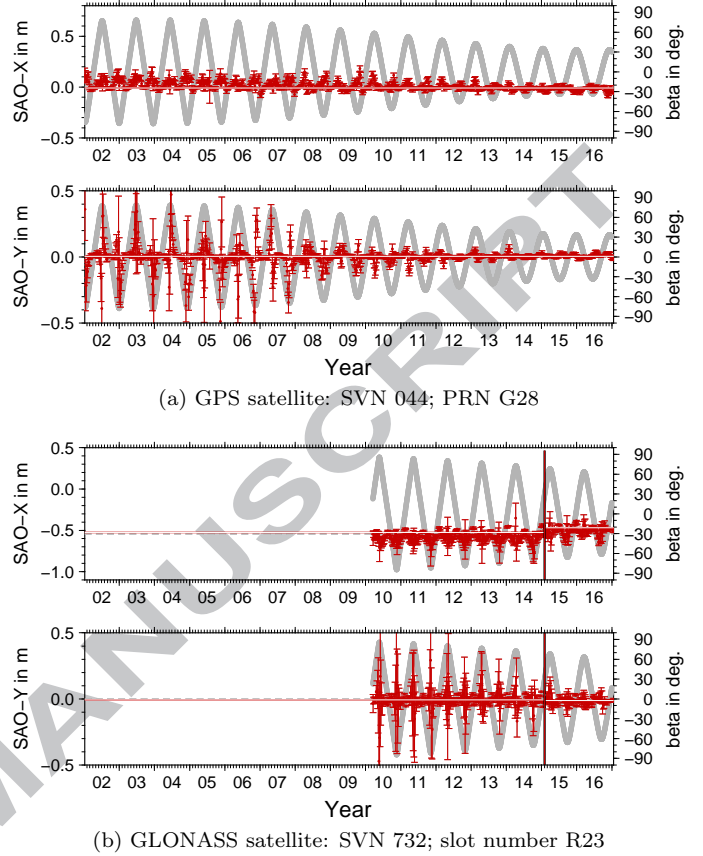 SAO−X in m
0.5
0.0
−0.5
90
60
30
0
−30
−60
−90
beta in deg.
02 03 04 05 06 07 08 09 10 11 12 13 14 15 16
SAO−Y in m
0.5
0.0
−0.5
90
60
30
0
−30
−60
−90
beta in deg.
02 03 04 05 06 07 08 09 10 11 12 13 14 15 16
Year
(a) GPS satellite: SVN 044; PRN G28
SAO−X in m
0.5
0.0
−0.5
−1.0
90
60
30
0
−30
−60
−90
beta in deg.
02 03 04 05 06 07 08 09 10 11 12 13 14 15 16
SAO−Y in m
0.5
0.0
−0.5
90
60
30
0
−30
−60
−90
beta in deg.
02 03 04 05 06 07 08 09 10 11 12 13 14 15 16
Year
(b) GLONASS satellite: SVN 732; slot number R23
MANUSCRIPT